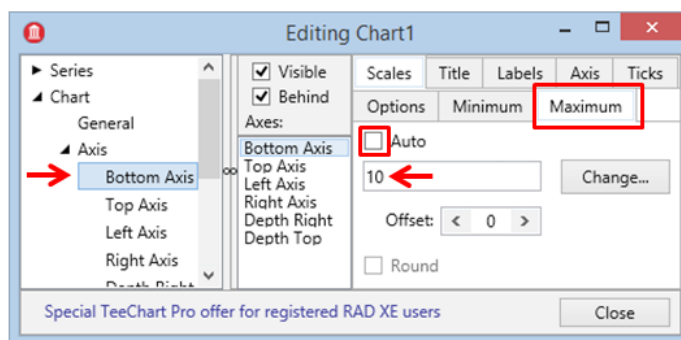 Editing Chart1
Series
Chart
General
Axis
Bottom Axis
Top Axis
Left Axis
Right Axis
Depth Right
Visible
Behind
Axes:
Bottom Axis
Top Axis
Left Axis
Right Axis
Depth Right
Depth Top
Scales Title Labels Axis Ticks
Options Minimum Maximum
Auto
10 Change...
Offset: < 0 >
Round
Special TeeChart Pro offer for registered RAD XE users
Close